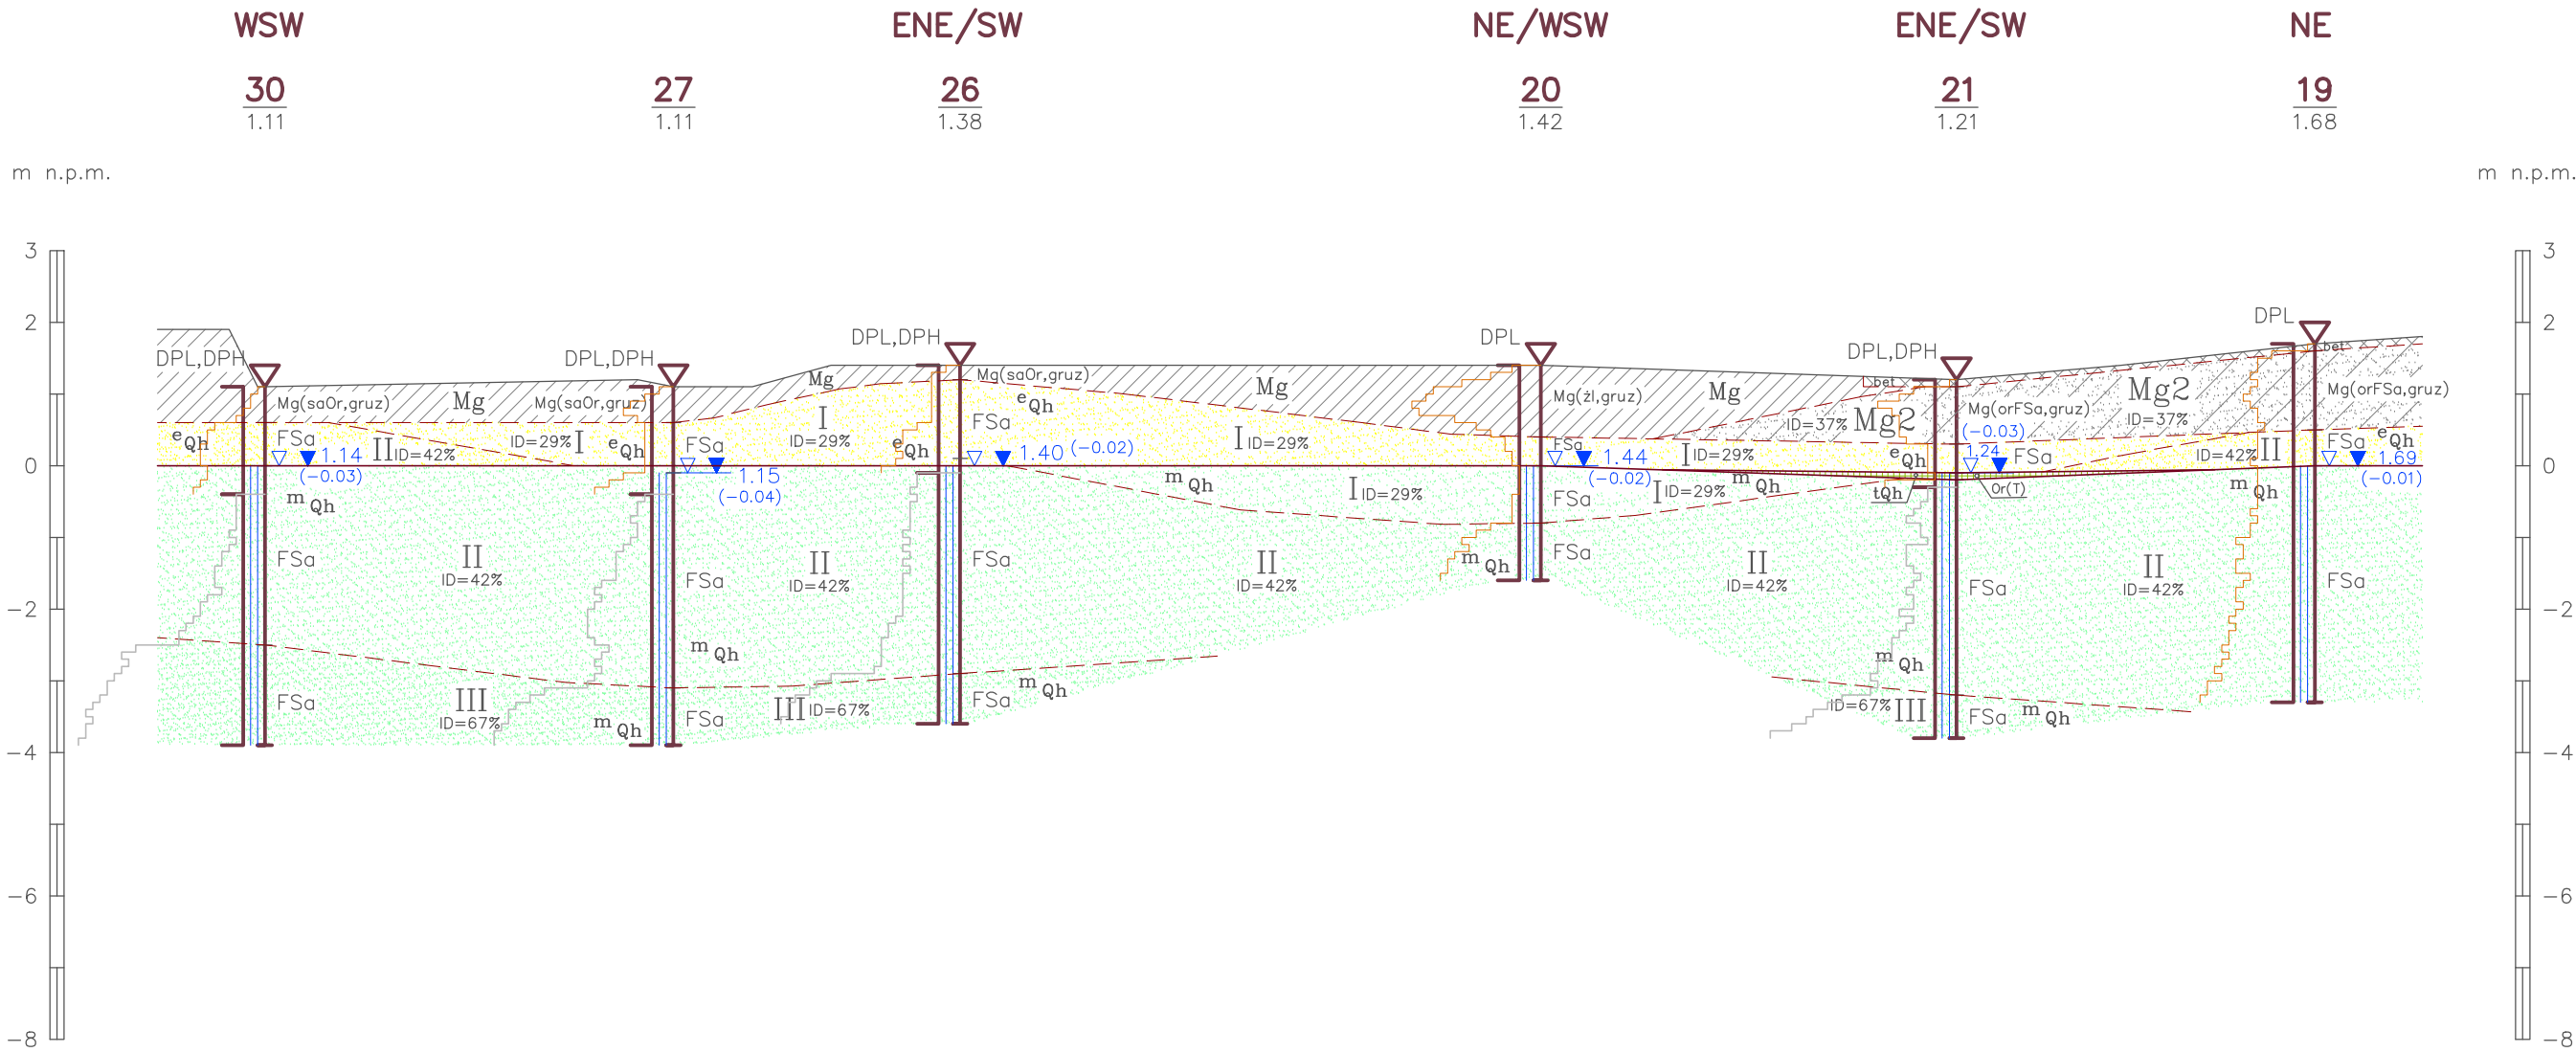 WSW ENE/SW NE/WSW ENE/SW NE
30 27 26 20 21 19
1.11 1.11 1.38 1.42 1.21 1.68
m n.p.m. m n.p.m.
3 3
2 DPL 2
DPL,DPH DPL
DPL,DPH DPL,DPH DPL,DPH
bet
Mg Mg(saOr,gruz) Mg bet Mg2 Mg(orFSa,gruz)
Mg(saOr,gruz) Mg Mg(saOr,gruz) Mg(żl,gruz) Mg
eQh Mg(orFSa,gruz)
I FSa ID=37% Mg2 ID=37%
ID=29% (-0.03)
eQh FSa II ID=42% ID=29% I eQh FSa eQh I ID=29% FSa I ID=29% eQh FSa ID=42% II FSa eQh
0 1.14 1.40 (-0.02) 1.44 1.24 1.69 0
(-0.03) 1.15 (-0.02) (-0.01)
(-0.04)
mQh mQh I ID=29% FSa I ID=29% mQh tQh Or(T) mQh
FSa II FSa II FSa II mQh FSa II FSa II FSa
ID=42% ID=42% ID=42% ID=42% ID=42%
-2 -2
mQh mQh
FSa III mQh FSa III ID=67% FSa mQh ID=67% III FSa mQh
ID=67%
-4 -4
-6 -6
-8 -8